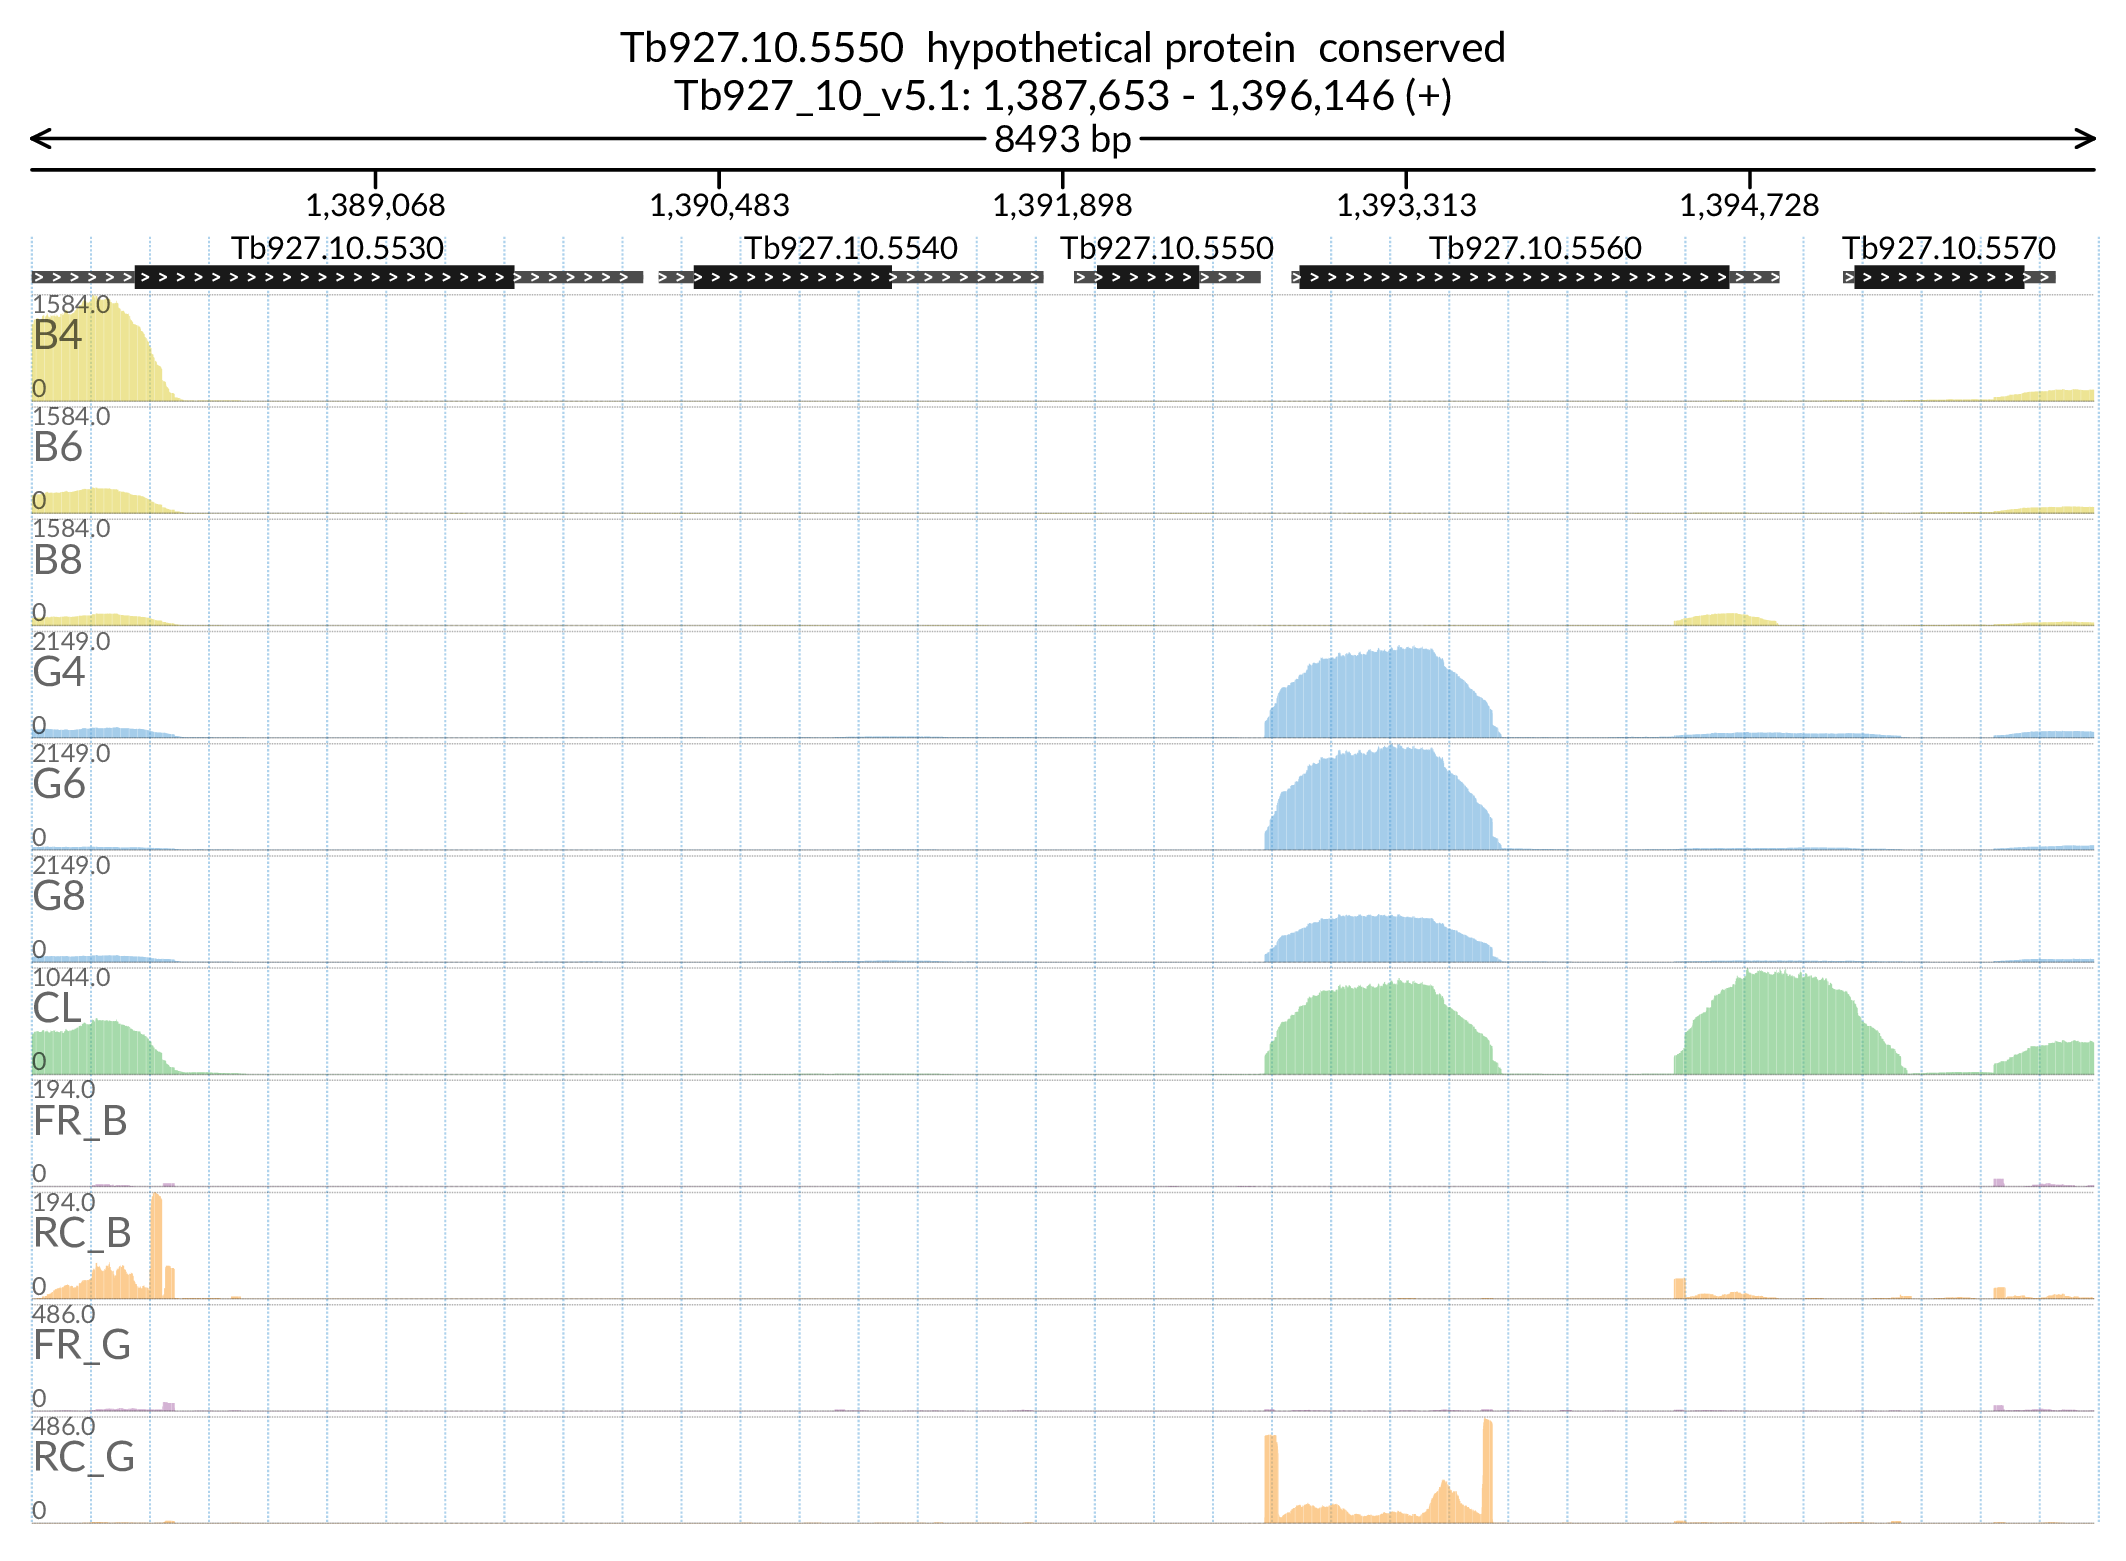 Tb927.10.5550  hypothetical protein  conserved
Tb927_10_v5.1: 1,387,653 - 1,396,146 (+)
8493 bp
1,389,068 1,390,483 1,391,898 1,393,313 1,394,728
Tb927.10.5530 Tb927.10.5540 Tb927.10.5550 Tb927.10.5560 Tb927.10.5570
1584.0
B4
0
1584.0
B6
0
1584.0
B8
0
2149.0
G4
0
2149.0
G6
0
2149.0
G8
0
1044.0
CL
0
194.0
FR_B
0
194.0
RC_B
0
486.0
FR_G
0
486.0
RC_G
0